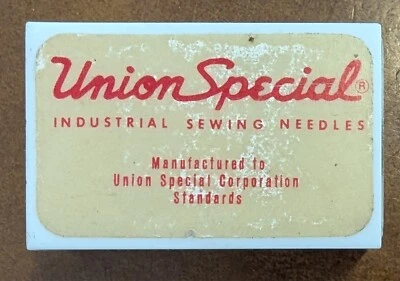 Union Special®
INDUSTRIAL SEWING NEEDLES
Manufactured to
Union Special Corporation
Standards